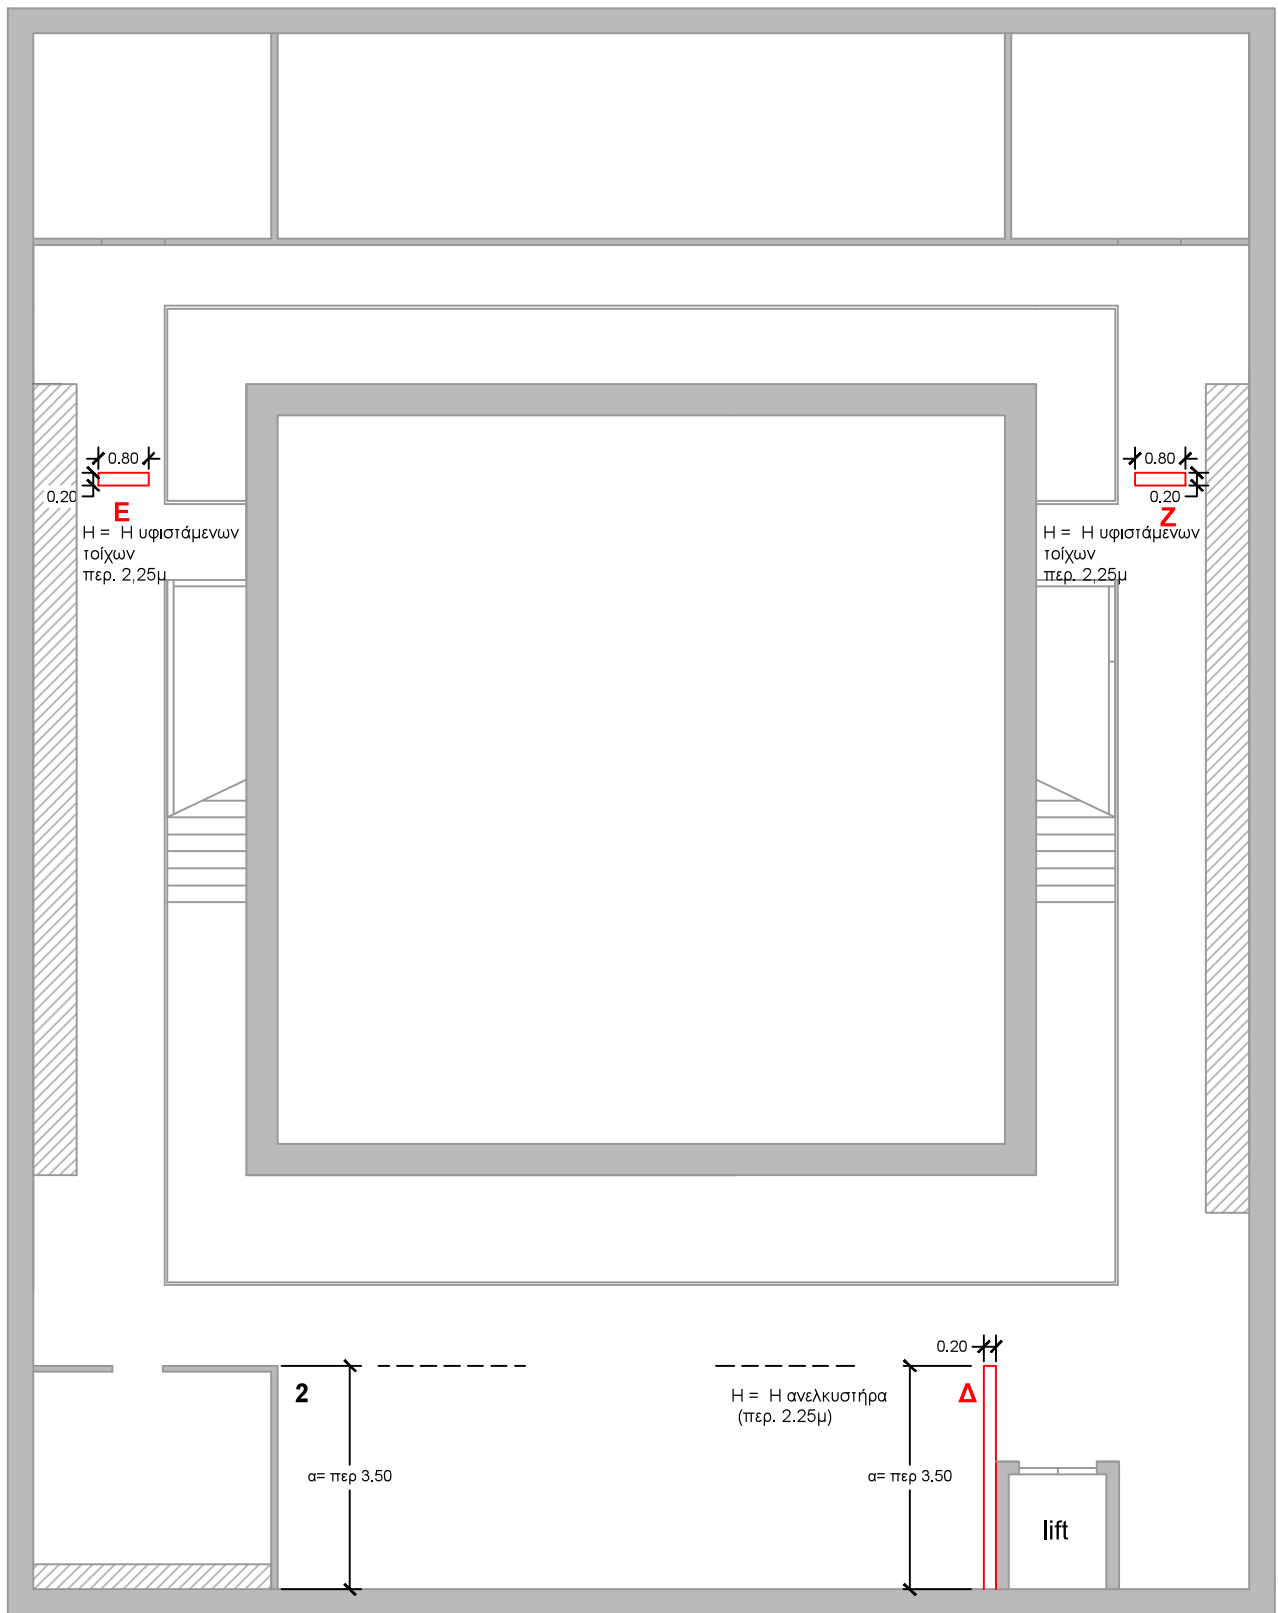 0.80
0.20
E
H = H υφιστάμενων
τοίχων
περ. 2,25μ
0.80
0.20
Z
H = H υφιστάμενων
τοίχων
περ. 2,25μ
0.20
2
H = H ανελκυστήρα
(περ. 2.25μ)
Δ
α= περ 3.50
α= περ 3.50
lift